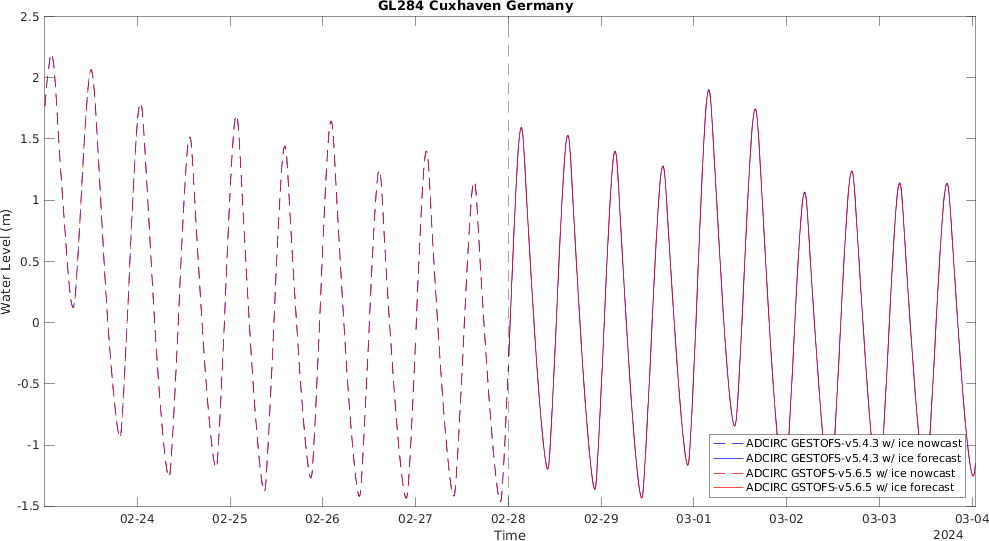 GL284 Cuxhaven Germany
2.5
2
1.5
1
0.5
0
-0.5
-1
-1.5
Water Level (m)
ADCIRC GESTOFS-v5.4.3 w/ ice nowcast
ADCIRC GESTOFS-v5.4.3 w/ ice forecast
ADCIRC GSTOFS-v5.6.5 w/ ice nowcast
ADCIRC GSTOFS-v5.6.5 w/ ice forecast
02-24 02-25 02-26 02-27 02-28 02-29 03-01 03-02 03-03 03-04
Time
2024